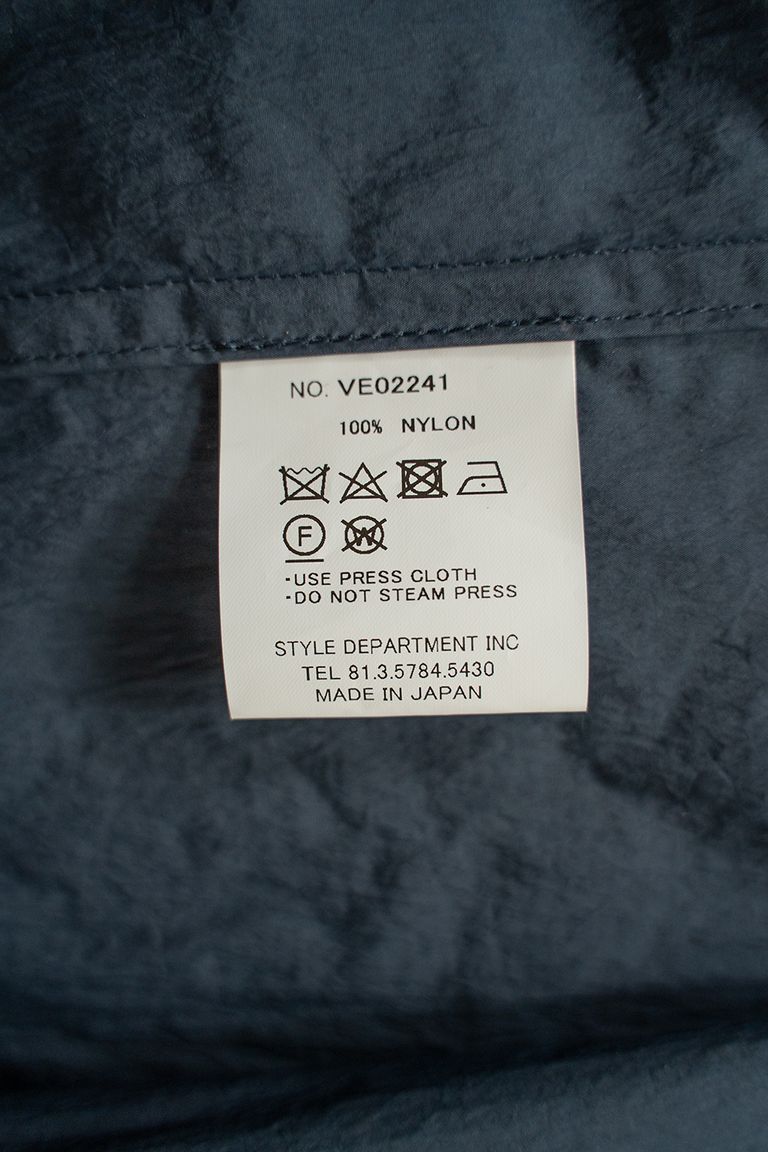 NO. VE02241
100% NYLON
F W
-USE PRESS CLOTH
-DO NOT STEAM PRESS
STYLE DEPARTMENT INC
TEL 81.3.5784.5430
MADE IN JAPAN